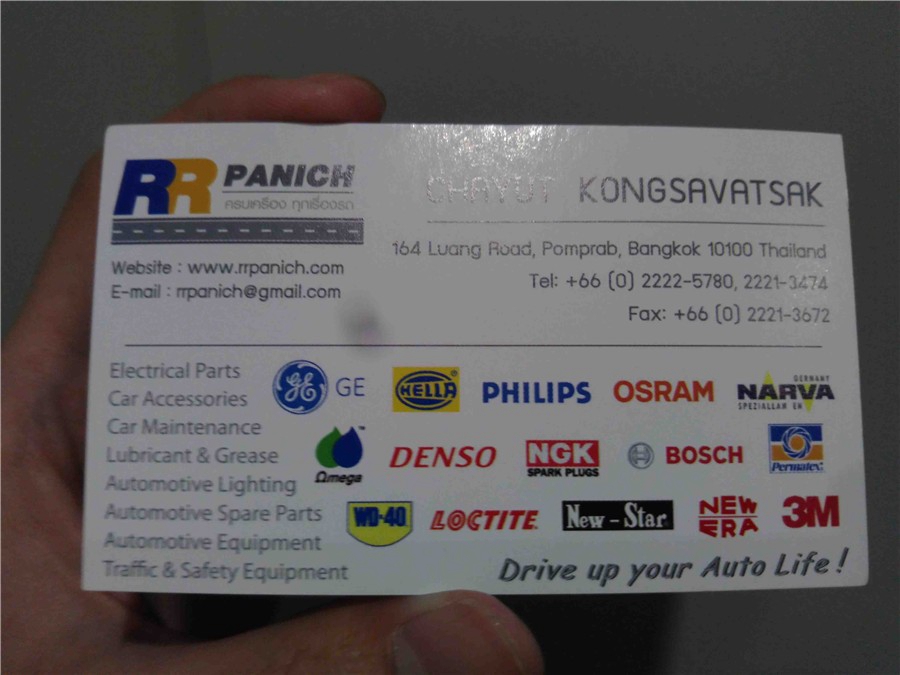 RR PANICH
ครบเครื่อง ทุกเรื่องรถ
Website : www.rrpanich.com
E-mail : rrpanich@gmail.com
CHAYUT KONGSAVATSAK
164 Luang Road, Pomprab, Bangkok 10100 Thailand
Tel: +66 (0) 2222-5780, 2221-3474
Fax: +66 (0) 2221-3672
Electrical Parts
Car Accessories
Car Maintenance
Lubricant & Grease
Automotive Lighting
Automotive Spare Parts
Automotive Equipment
Traffic & Safety Equipment
GE GE
HELLA
PHILIPS
OSRAM
GERMANY
NARVA
SPEZIALLAMPEN
Omega™
DENSO
NGK
SPARK PLUGS
BOSCH
Permatex
WD-40
LOCTITE
New-Star
NEW ERA
3M
Drive up your Auto Life !